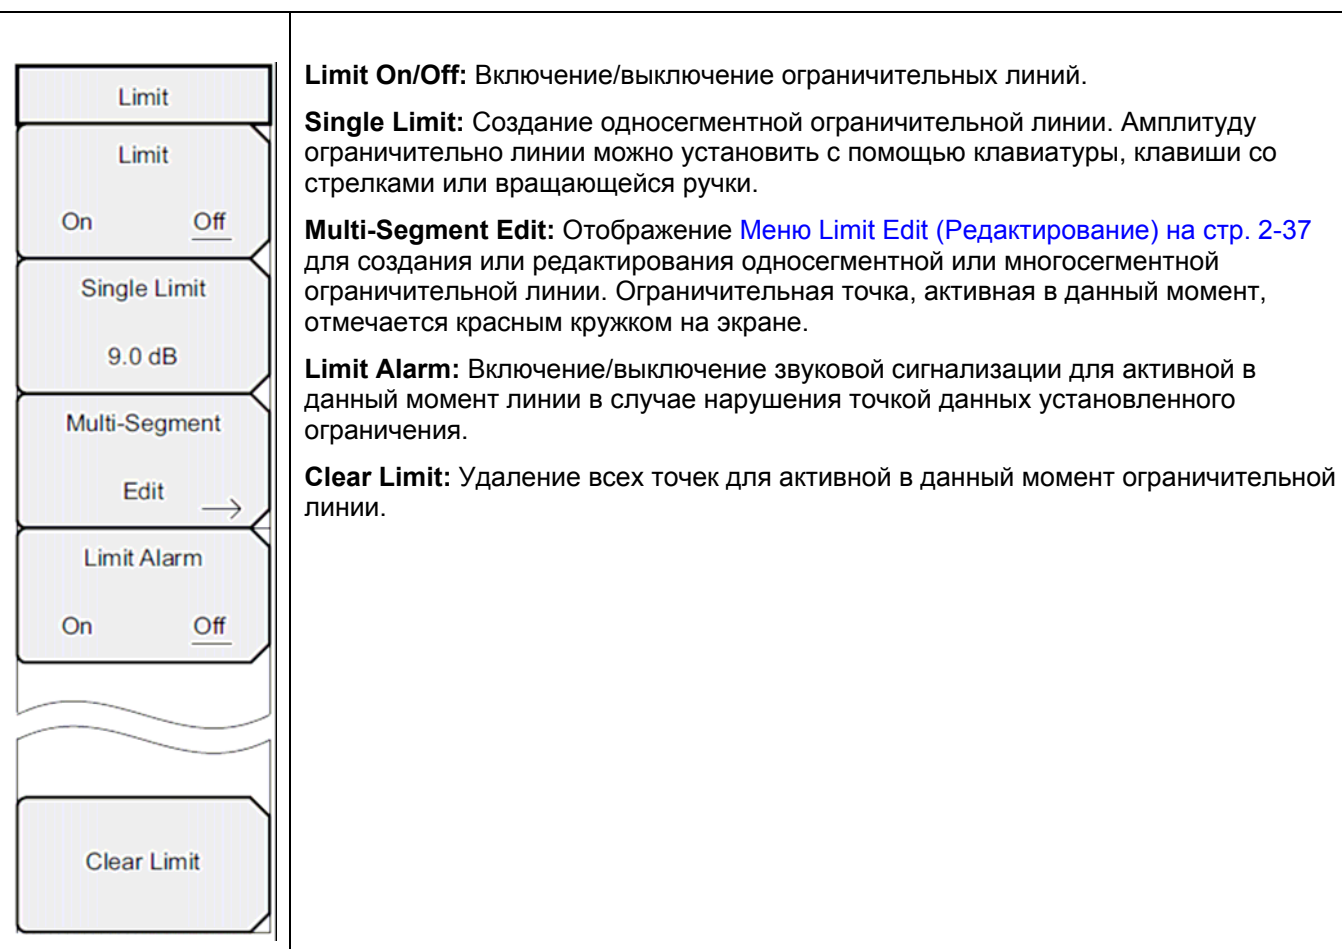 Limit
Limit
On Off
Single Limit
9.0 dB
Multi-Segment
Edit
Limit Alarm
On Off
Clear Limit
Limit On/Off: Включение/выключение ограничительных линий.
Single Limit: Создание односегментной ограничительной линии. Амплитуду
ограничительно линии можно установить с помощью клавиатуры, клавиши со
стрелками или вращающейся ручки.
Multi-Segment Edit: Отображение Меню Limit Edit (Редактирование) на стр. 2-37
для создания или редактирования односегментной или многосегментной
ограничительной линии. Ограничительная точка, активная в данный момент,
отмечается красным кружком на экране.
Limit Alarm: Включение/выключение звуковой сигнализации для активной в
данный момент линии в случае нарушения точкой данных установленного
ограничения.
Clear Limit: Удаление всех точек для активной в данный момент ограничительной
линии.